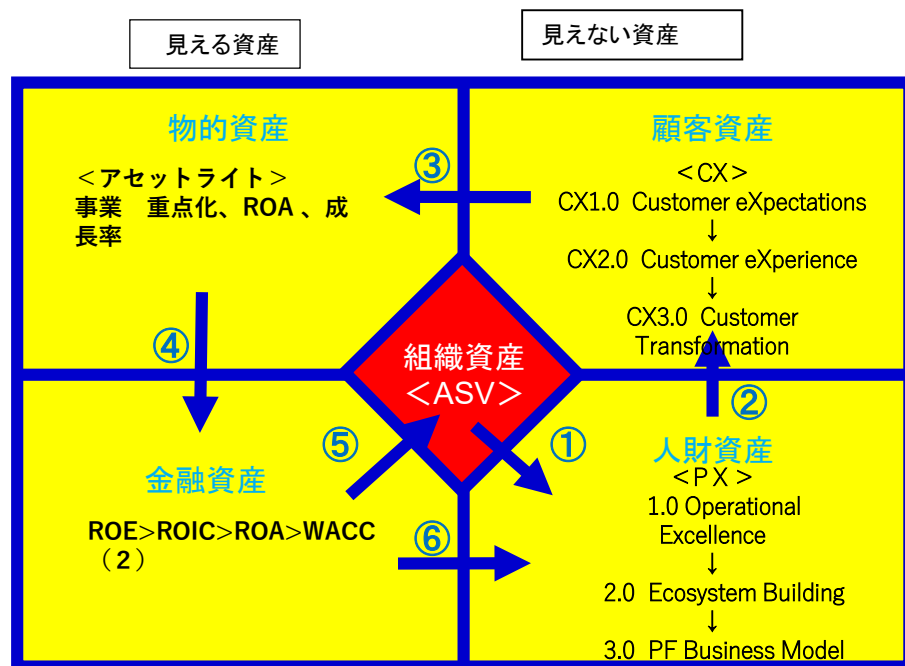 見える資産
見えない資産
物的資産
＜アセットライト＞
事業　重点化、ROA 、成
長率
③
顧客資産
＜CX＞
CX1.0 Customer eXpectations
↓
CX2.0 Customer eXperience
↓
CX3.0 Customer
Transformation
④
組織資産
＜ASV＞
②
⑤
①
金融資産
ROE>ROIC>ROA>WACC
（２）
⑥
人財資産
＜ＰＸ＞
1.0 Operational
Excellence
↓
2.0 Ecosystem Building
↓
3.0 PF Business Model